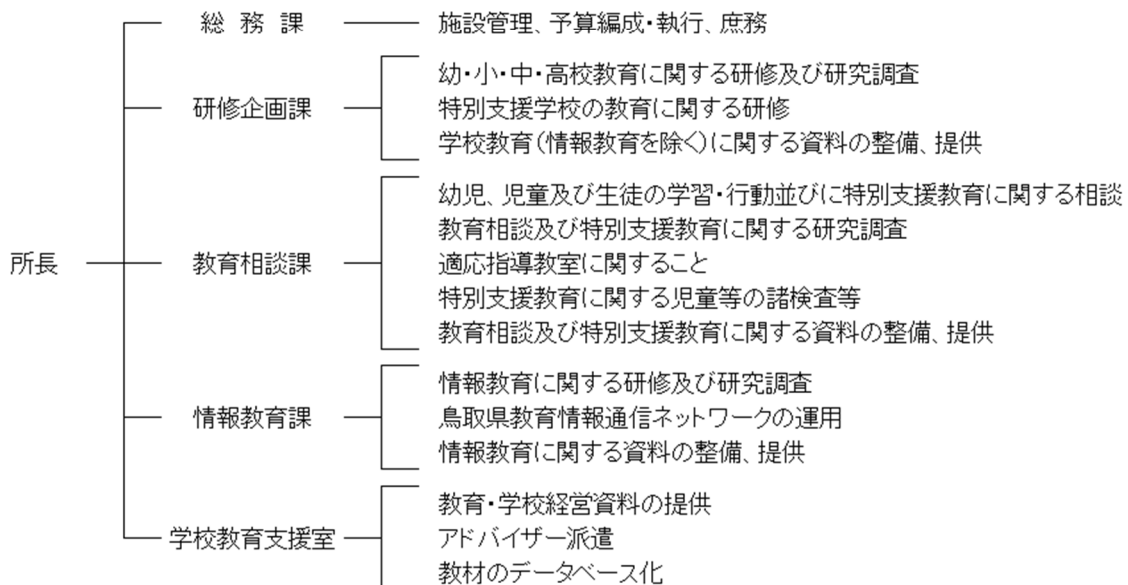 総務課
施設管理、予算編成・執行、庶務
研修企画課
幼・小・中・高校教育に関する研修及び研究調査
特別支援学校の教育に関する研修
学校教育(情報教育を除く)に関する資料の整備、提供
所長
教育相談課
幼児、児童及び生徒の学習・行動並びに特別支援教育に関する相談
教育相談及び特別支援教育に関する研究調査
適応指導教室に関すること
特別支援教育に関する児童等の諸検査等
教育相談及び特別支援教育に関する資料の整備、提供
情報教育課
情報教育に関する研修及び研究調査
鳥取県教育情報通信ネットワークの運用
情報教育に関する資料の整備、提供
学校教育支援室
教育・学校経営資料の提供
アドバイザー派遣
教材のデータベース化